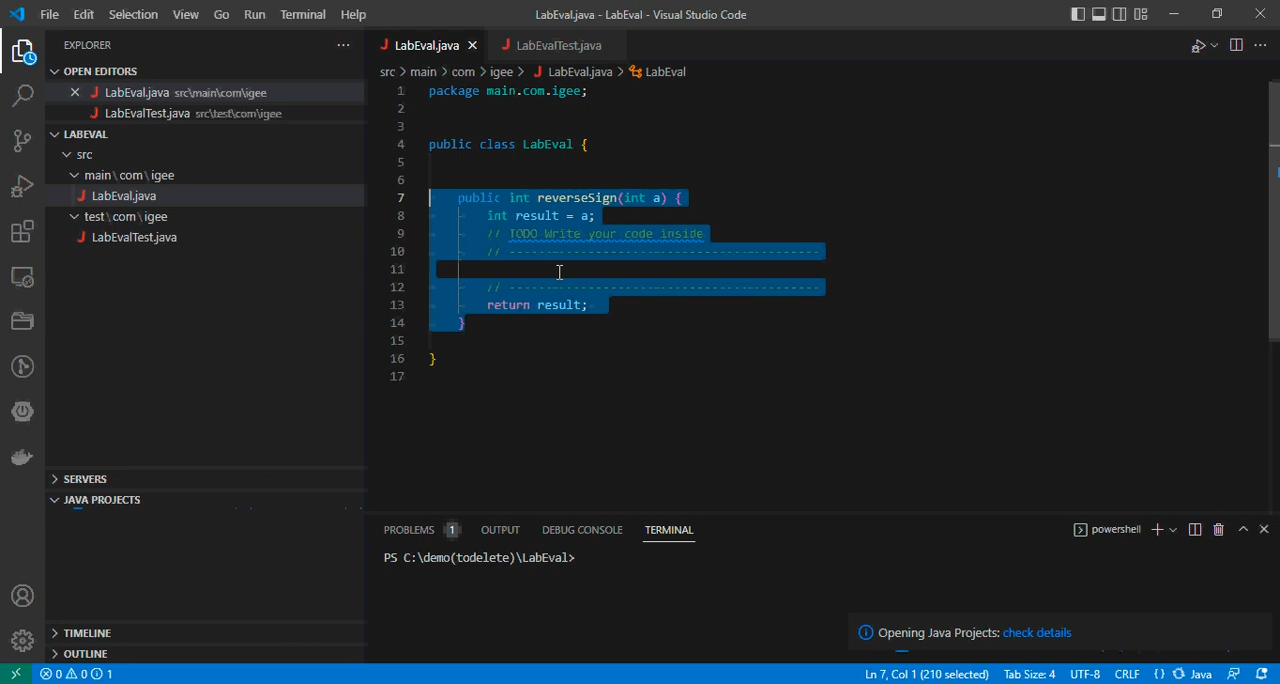 File Edit Selection View Go Run Terminal Help
LabEval.java - LabEval - Visual Studio Code
EXPLORER
OPEN EDITORS
LabEval.java src\main\com\igee
LabEvalTest.java src\test\com\igee
LABEVAL
src
main \ com \ igee
LabEval.java
test \ com \ igee
LabEvalTest.java
SERVERS
JAVA PROJECTS
TIMELINE
OUTLINE
LabEval.java
LabEvalTest.java
src > main > com > igee > LabEval.java > LabEval
1 package main.com.igee;
2
3
4 public class LabEval {
5
6
7 public int reverseSign(int a) {
8 int result = a;
9 // TODO Write your code inside
10 // -------------------------------------------
11
12 // -------------------------------------------
13 return result;
14 }
15
16 }
17
PROBLEMS 1 OUTPUT DEBUG CONSOLE TERMINAL
powershell
PS C:\demo(todelete)\LabEval>
Opening Java Projects: check details
0 0 1
Ln 7, Col 1 (210 selected) Tab Size: 4 UTF-8 CRLF {} Java